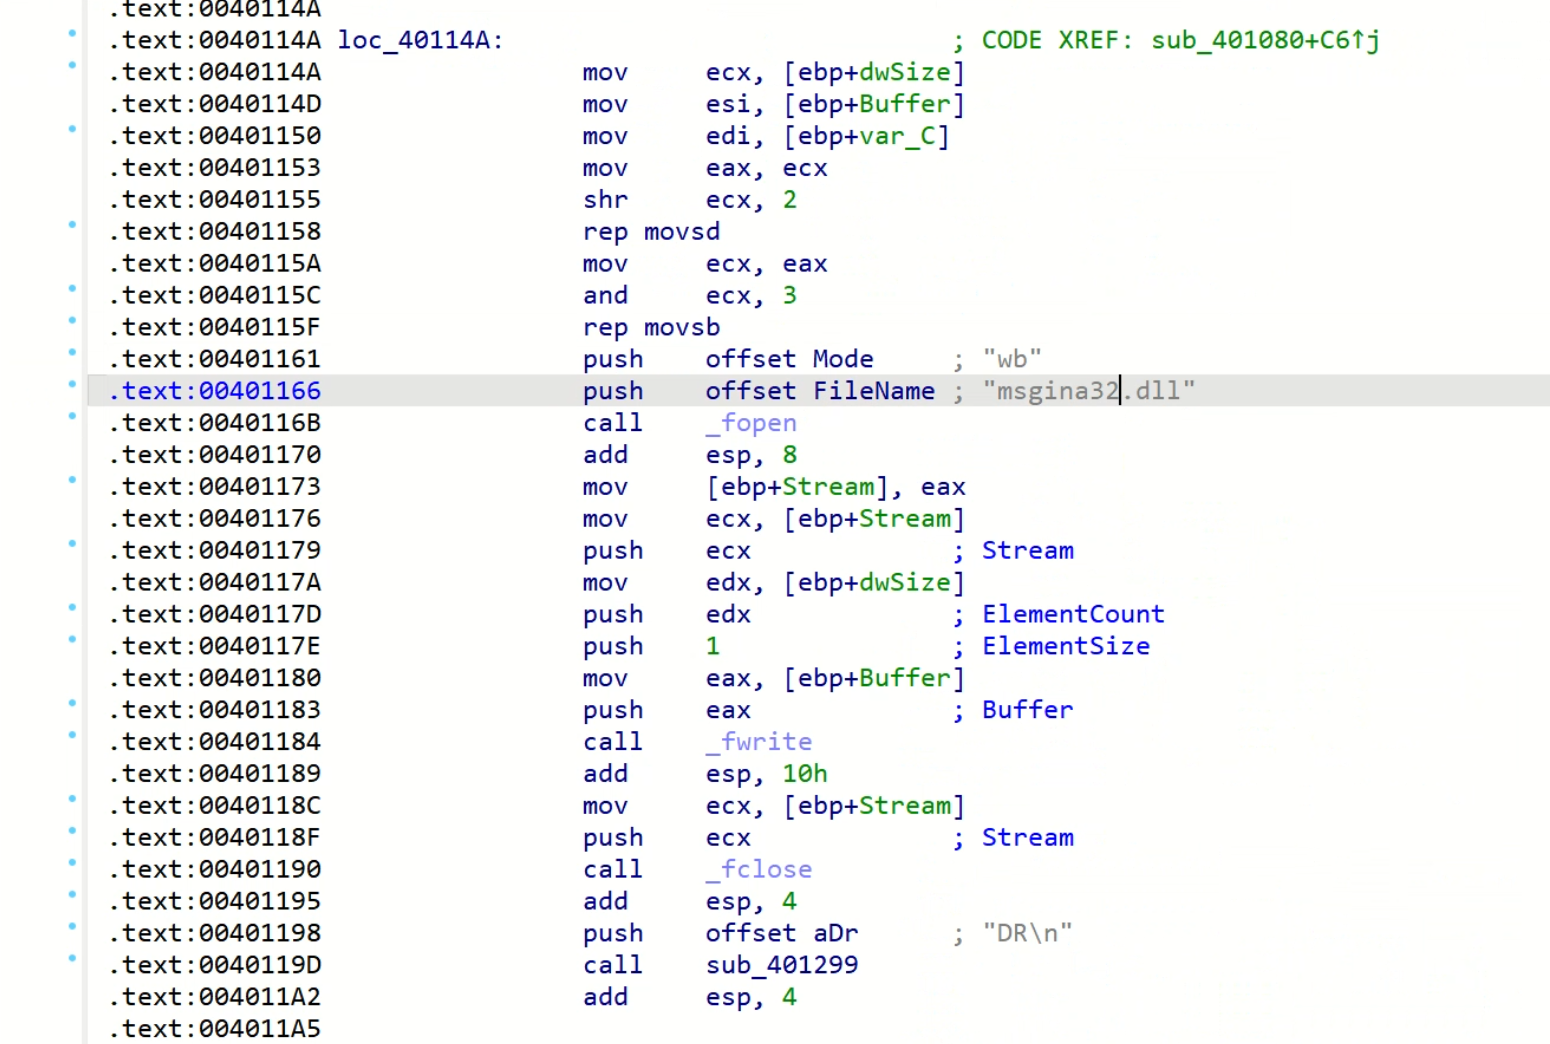 .text:0040114A
.text:0040114A loc_40114A: ; CODE XREF: sub_401080+C6↑j
.text:0040114A mov ecx, [ebp+dwSize]
.text:0040114D mov esi, [ebp+Buffer]
.text:00401150 mov edi, [ebp+var_C]
.text:00401153 mov eax, ecx
.text:00401155 shr ecx, 2
.text:00401158 rep movsd
.text:0040115A mov ecx, eax
.text:0040115C and ecx, 3
.text:0040115F rep movsb
.text:00401161 push offset Mode ; "wb"
.text:00401166 push offset FileName ; "msgina32.dll"
.text:0040116B call _fopen
.text:00401170 add esp, 8
.text:00401173 mov [ebp+Stream], eax
.text:00401176 mov ecx, [ebp+Stream]
.text:00401179 push ecx ; Stream
.text:0040117A mov edx, [ebp+dwSize]
.text:0040117D push edx ; ElementCount
.text:0040117E push 1 ; ElementSize
.text:00401180 mov eax, [ebp+Buffer]
.text:00401183 push eax ; Buffer
.text:00401184 call _fwrite
.text:00401189 add esp, 10h
.text:0040118C mov ecx, [ebp+Stream]
.text:0040118F push ecx ; Stream
.text:00401190 call _fclose
.text:00401195 add esp, 4
.text:00401198 push offset aDr ; "DR\n"
.text:0040119D call sub_401299
.text:004011A2 add esp, 4
.text:004011A5